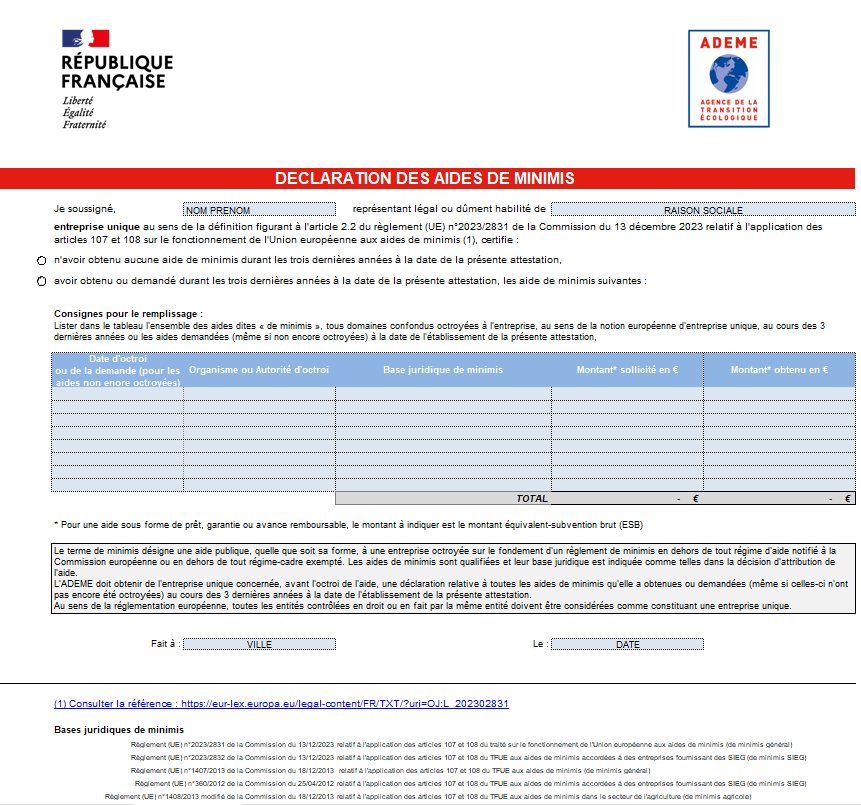 RÉPUBLIQUE
FRANÇAISE
Liberté
Égalité
Fraternité
ADEME
AGENCE DE LA
TRANSITION
ÉCOLOGIQUE
DECLARATION DES AIDES DE MINIMIS
Je soussigné, NOM PRENOM représentant légal ou dûment habilité de RAISON SOCIALE
entreprise unique au sens de la définition figurant à l'article 2.2 du règlement (UE) n°2023/2831 de la Commission du 13 décembre 2023 relatif à l'application des
articles 107 et 108 sur le fonctionnement de l'Union européenne aux aides de minimis (1), certifie :
n'avoir obtenu aucune aide de minimis durant les trois dernières années à la date de la présente attestation,
avoir obtenu ou demandé durant les trois dernières années à la date de la présente attestation, les aide de minimis suivantes :
Consignes pour le remplissage :
Lister dans le tableau l'ensemble des aides dites « de minimis », tous domaines confondus octroyées à l'entreprise, au sens de la notion européenne d'entreprise unique, au cours des 3
dernières années ou les aides demandées (même si non encore octroyées) à la date de l'établissement de la présente attestation,
Date d'octroi
ou de la demande (pour les
aides non enore octroyées)
Organisme ou Autorité d'octroi
Base juridique de minimis
Montant* sollicité en €
Montant* obtenu en €
TOTAL - € - €
* Pour une aide sous forme de prêt, garantie ou avance remboursable, le montant à indiquer est le montant équivalent-subvention brut (ESB)
Le terme de minimis désigne une aide publique, quelle que soit sa forme, à une entreprise octroyée sur le fondement d'un règlement de minimis en dehors de tout régime d'aide notifié à la
Commission européenne ou en dehors de tout régime-cadre exempté. Les aides de minimis sont qualifiées et leur base juridique est indiquée comme telles dans la décision d'attribution de
l'aide.
L'ADEME doit obtenir de l'entreprise unique concernée, avant l'octroi de l'aide, une déclaration relative à toutes les aides de minimis qu'elle a obtenues ou demandées (même si celles-ci n'ont
pas encore été octroyées) au cours des 3 dernières années à la date de l'établissement de la présente attestation.
Au sens de la réglementation européenne, toutes les entités contrôlées en droit ou en fait par la même entité doivent être considérées comme constituant une entreprise unique.
Fait à : VILLE Le : DATE
(1) Consulter la référence : https://eur-lex.europa.eu/legal-content/FR/TXT/?uri=OJ:L_202302831
Bases juridiques de minimis
Règlement (UE) n°2023/2831 de la Commission du 13/12/2023 relatif à l'application des articles 107 et 108 du traité sur le fonctionnement de l'Union européenne aux aides de minimis (de minimis général)
Règlement (UE) n°2023/2832 de la Commission du 13/12/2023 relatif à l'application des articles 107 et 108 du TFUE aux aides de minimis accordées à des entreprises fournissant des SIEG (de minimis SIEG)
Règlement (UE) n°1407/2013 de la Commission du 18/12/2013 relatif à l'application des articles 107 et 108 du TFUE aux aides de minimis (de minimis général)
Règlement (UE) n°360/2012 de la Commission du 25/04/2012 relatif à l'application des articles 107 et 108 du TFUE aux aides de minimis accordées à des entreprises fournissant des SIEG (de minimis SIEG)
Règlement (UE) n°1408/2013 modifié de la Commission du 18/12/2013 relatif à l'application des articles 107 et 108 du TFUE aux aides de minimis dans le secteur de l'agriculture (de minimis agricole)